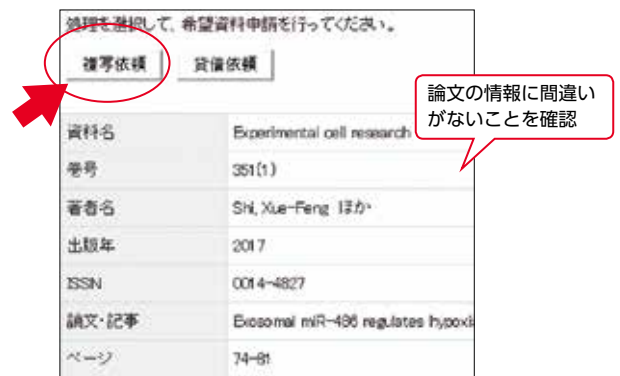 処理を選択して、希望資料申請を行ってください。
複写依頼 貸借依頼
論文の情報に間違い
がないことを確認
資料名 Experimental cell research
巻号 351(1)
著者名 Shi, Xue-Feng ほか
出版年 2017
ISSN 0014-4827
論文・記事 Exosomal miR-486 regulates hypoxi
ページ 74-81